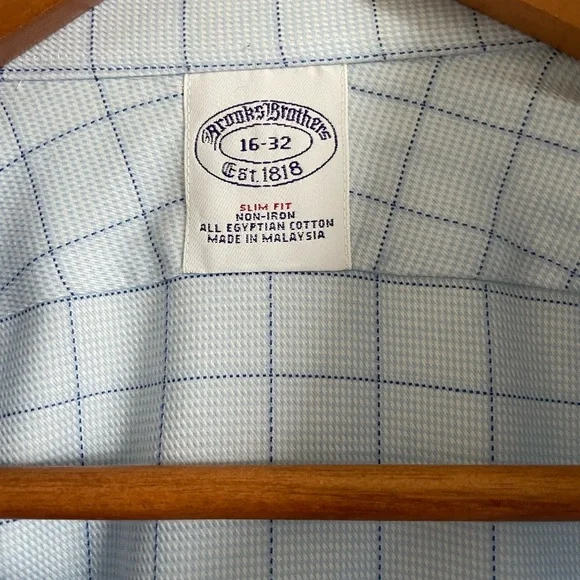 Brooks Brothers
16-32
Est. 1818
SLIM FIT
NON-IRON
ALL EGYPTIAN COTTON
MADE IN MALAYSIA